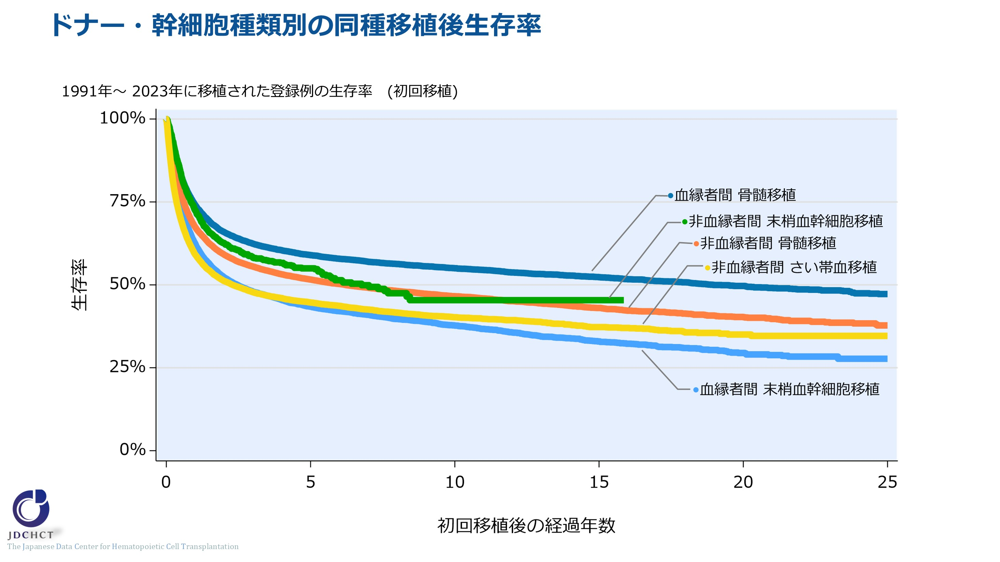 ドナー・幹細胞種類別の同種移植後生存率
1991年～ 2023年に移植された登録例の生存率　(初回移植)
100%
75%
50%
25%
0%
生存率
血縁者間 骨髄移植
非血縁者間 末梢血幹細胞移植
非血縁者間 骨髄移植
非血縁者間 さい帯血移植
血縁者間 末梢血幹細胞移植
0 5 10 15 20 25
初回移植後の経過年数
JDCHCT
The Japanese Data Center for Hematopoietic Cell Transplantation